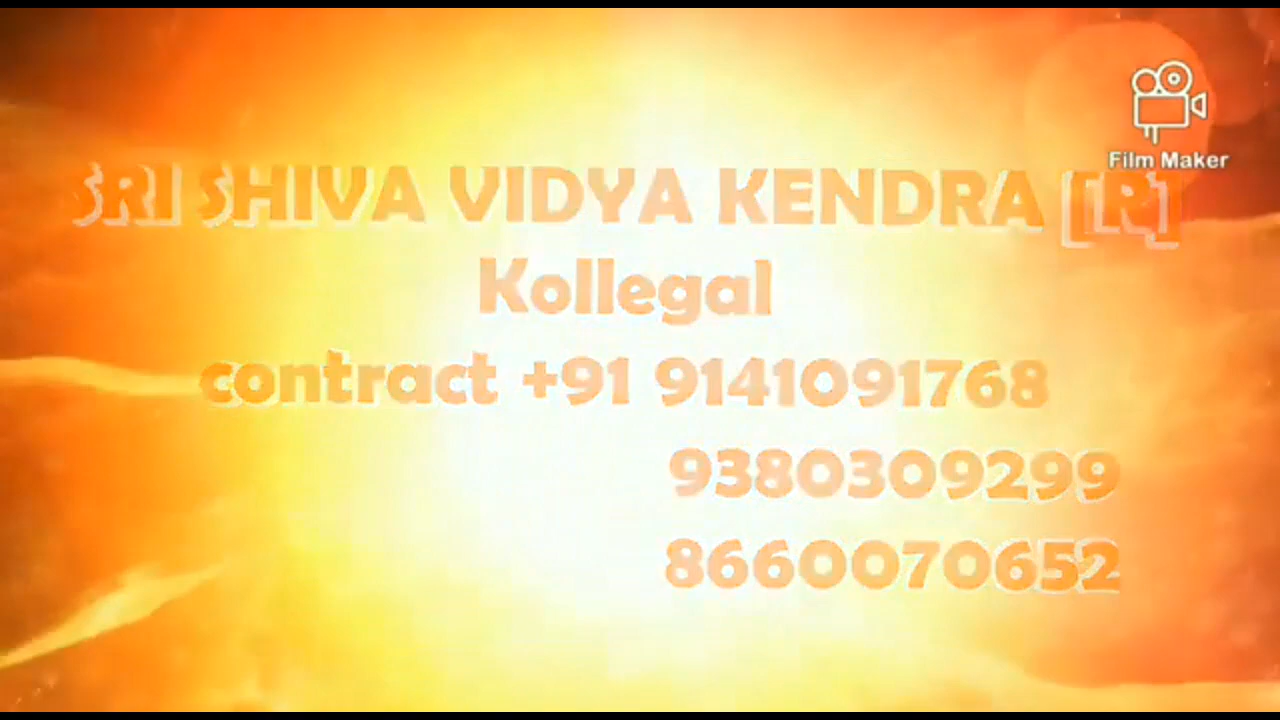 Film Maker
SRI SHIVA VIDYA KENDRA [R]
Kollegal
contract +91 9141091768
9380309299
8660070652